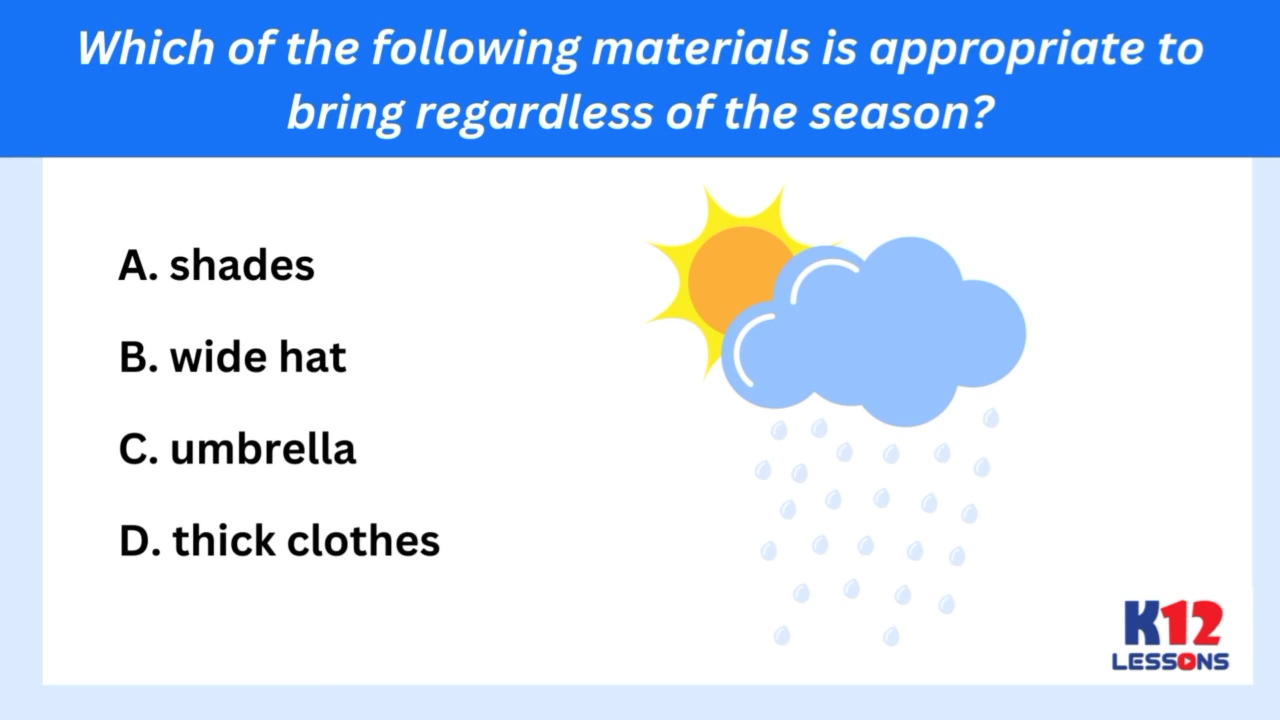 Which of the following materials is appropriate to
bring regardless of the season?
A. shades
B. wide hat
C. umbrella
D. thick clothes
K12
LESSONS